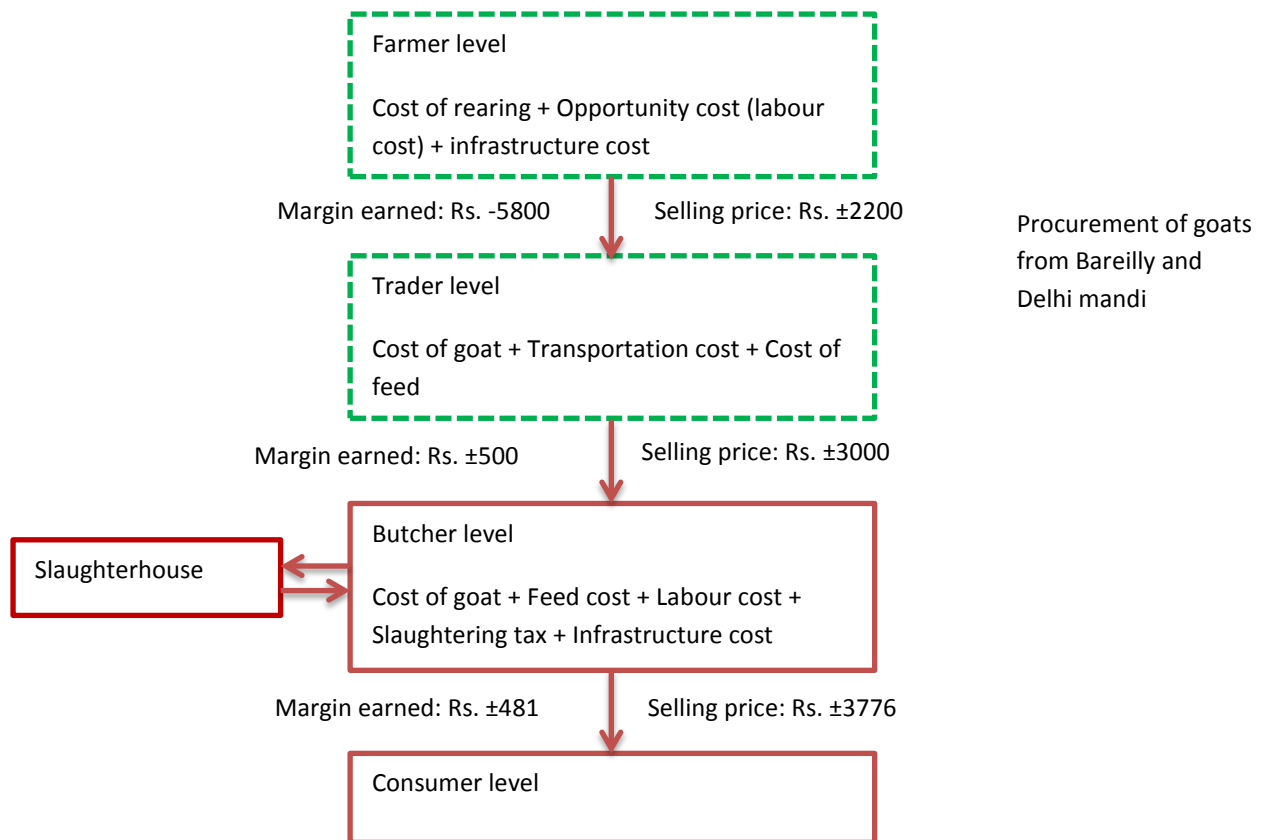 Farmer level
Cost of rearing + Opportunity cost (labour
cost) + infrastructure cost
Margin earned: Rs. -5800
Selling price: Rs. ±2200
Procurement of goats
from Bareilly and
Delhi mandi
Trader level
Cost of goat + Transportation cost + Cost of
feed
Margin earned: Rs. ±500
Selling price: Rs. ±3000
Butcher level
Slaughterhouse
Cost of goat + Feed cost + Labour cost +
Slaughtering tax + Infrastructure cost
Margin earned: Rs. ±481
Selling price: Rs. ±3776
Consumer level